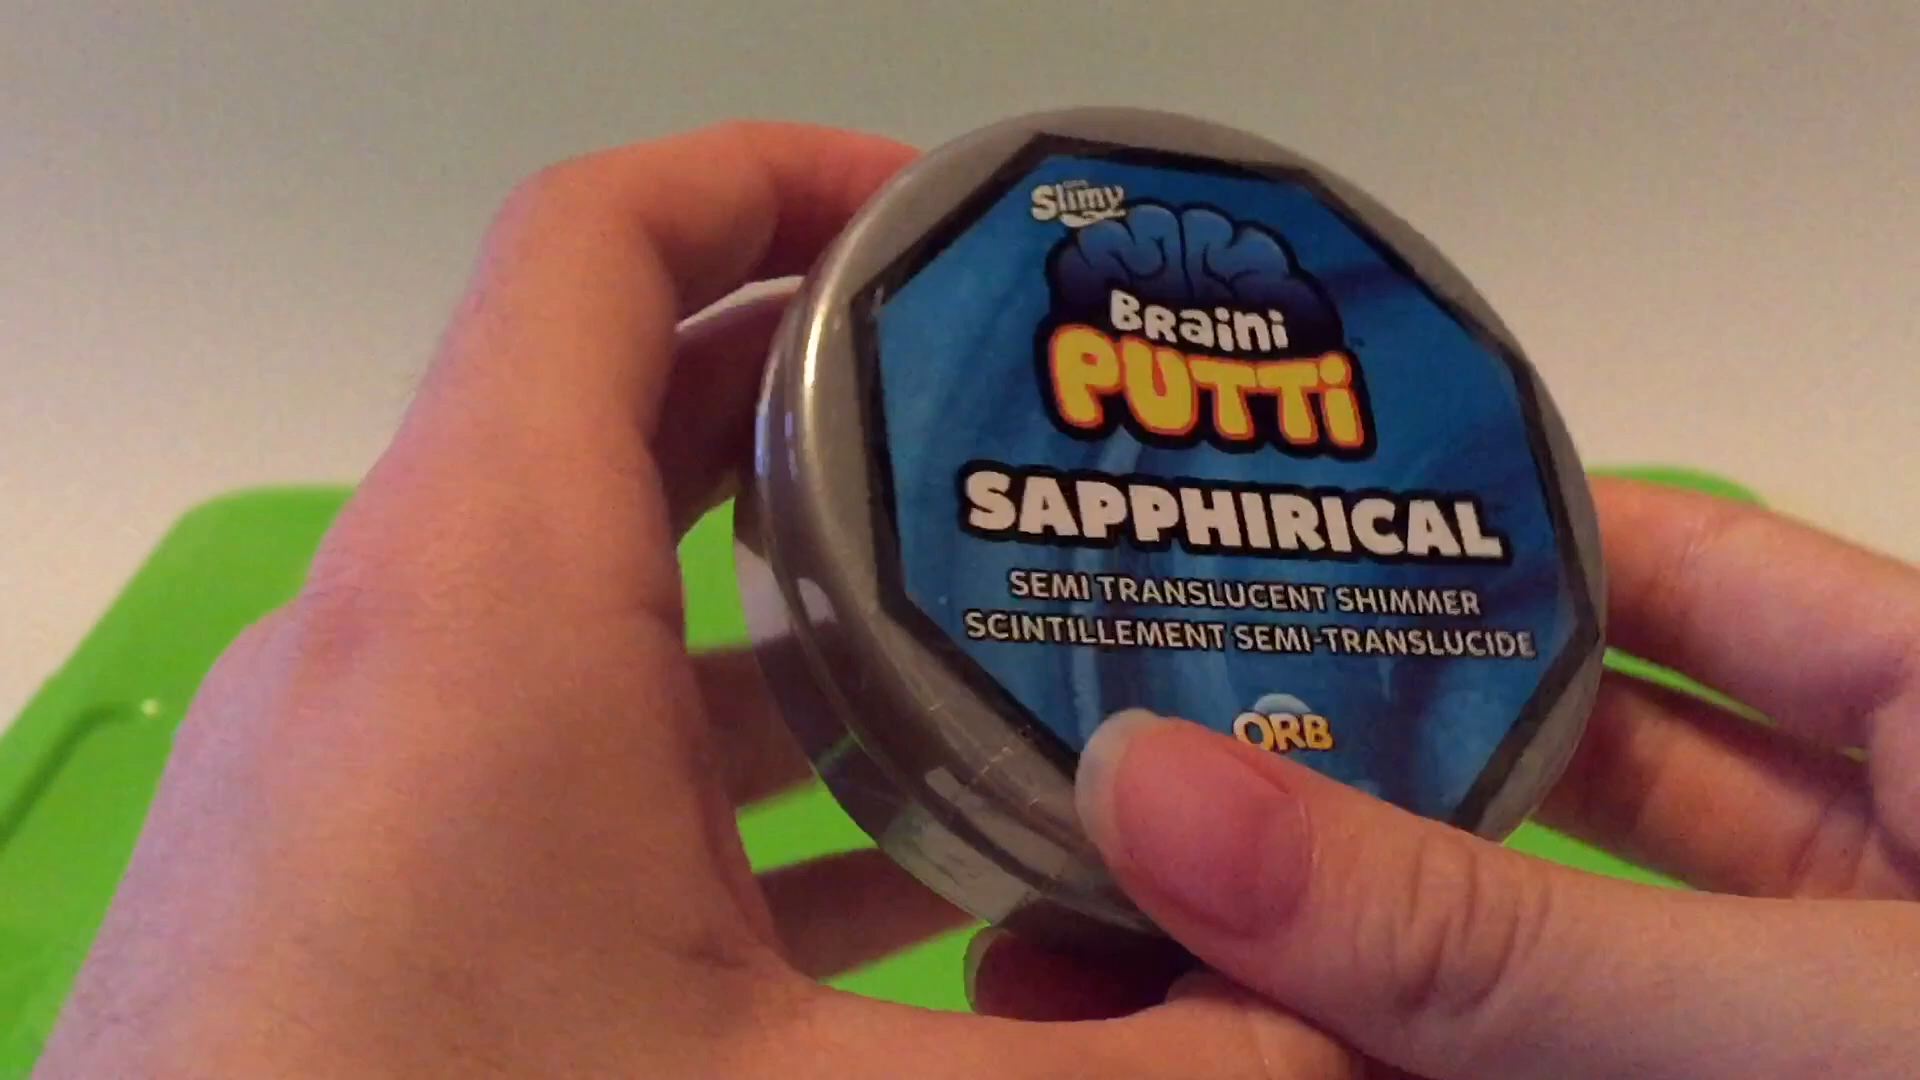 Slimy
BRaini
PUTTi
SAPPHIRICAL
SEMI TRANSLUCENT SHIMMER
SCINTILLEMENT SEMI-TRANSLUCIDE
ORB